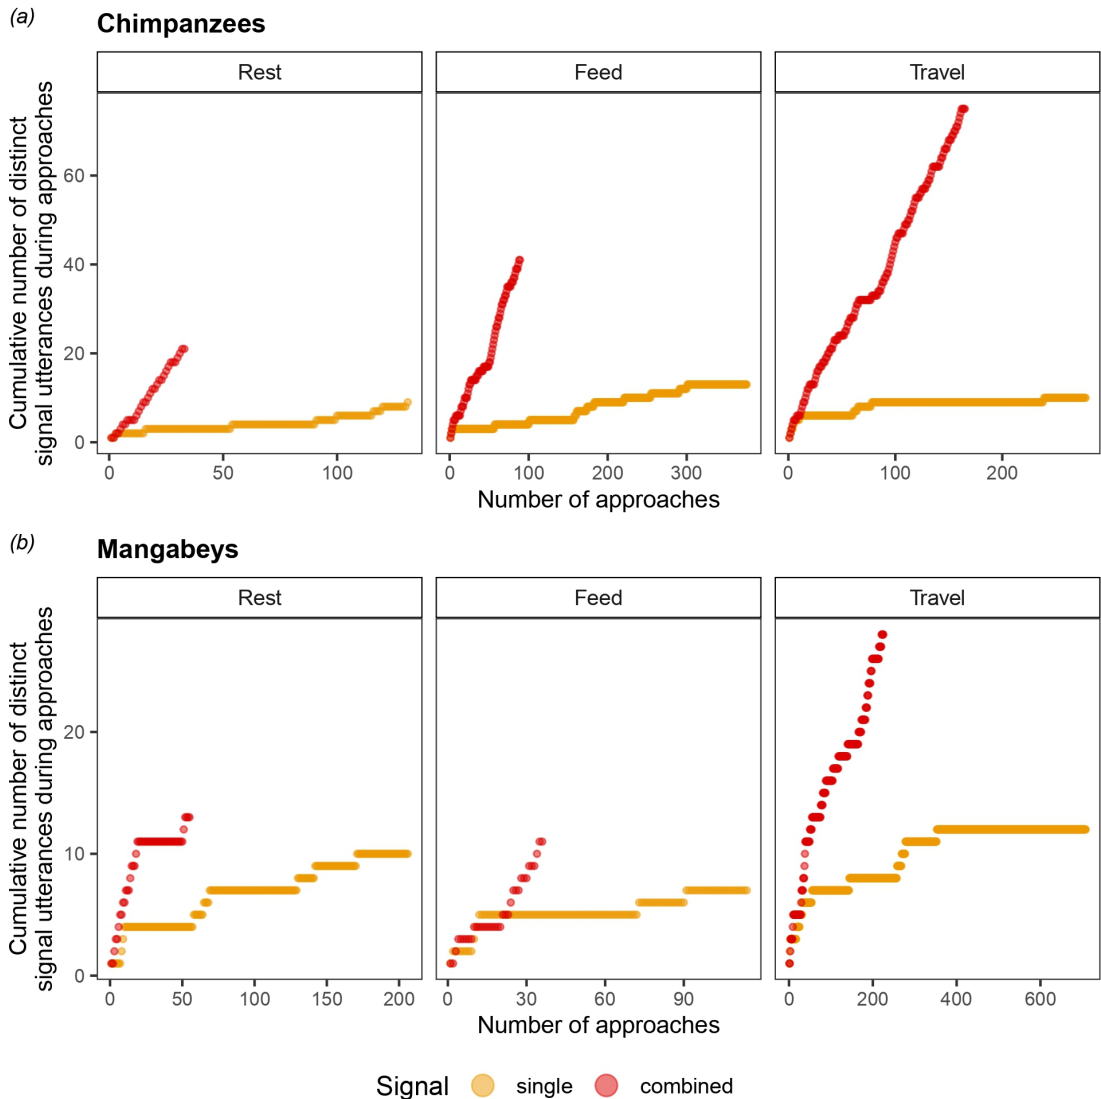 (a)
Chimpanzees
Rest
Feed
Travel
Cumulative number of distinct
signal utterances during approaches
60
40
20
0
0 50 100
0 100 200 300
0 100 200
Number of approaches
(b)
Mangabeys
Rest
Feed
Travel
Cumulative number of distinct
signal utterances during approaches
20
10
0
0 50 100 150 200
0 30 60 90
0 200 400 600
Number of approaches
Signal single combined